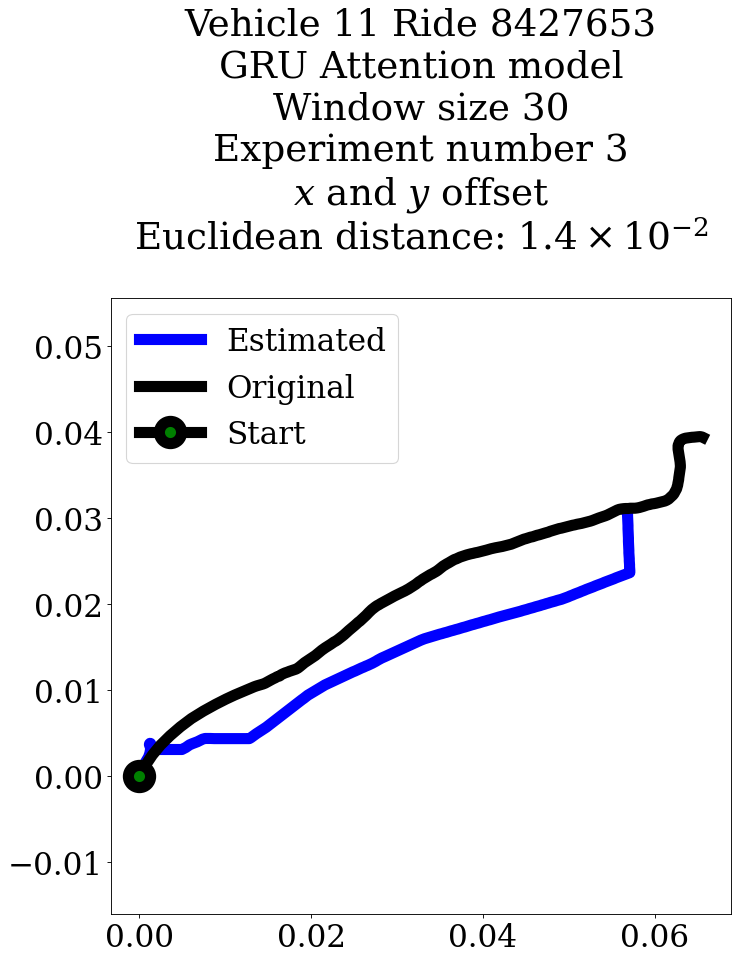 Vehicle 11 Ride 8427653
GRU Attention model
Window size 30
Experiment number 3
x and y offset
Euclidean distance: 1.4 × 10⁻²
Estimated
Original
Start
0.05
0.04
0.03
0.02
0.01
0.00
−0.01
0.00 0.02 0.04 0.06